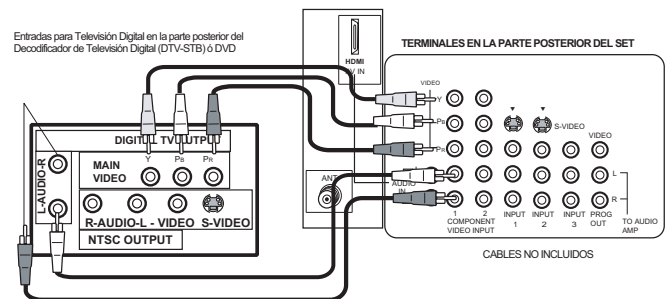 Entradas para Televisión Digital en la parte posterior del
Decodificador de Televisión Digital (DTV-STB) ó DVD
HDMI
V IN
TERMINALES EN LA PARTE POSTERIOR DEL SET
VIDEO
Y
PB
PR
S-VIDEO
VIDEO
DIGITAL TV OUTPUT
Y PB PR
MAIN
VIDEO
L-AUDIO-R
R-AUDIO-L - VIDEO S-VIDEO
NTSC OUTPUT
ANT
AUDIO
IN
L
R
1 2
COMPONENT
VIDEO INPUT
INPUT
1
INPUT
2
INPUT
3
PROG
OUT
TO AUDIO
AMP
CABLES NO INCLUIDOS